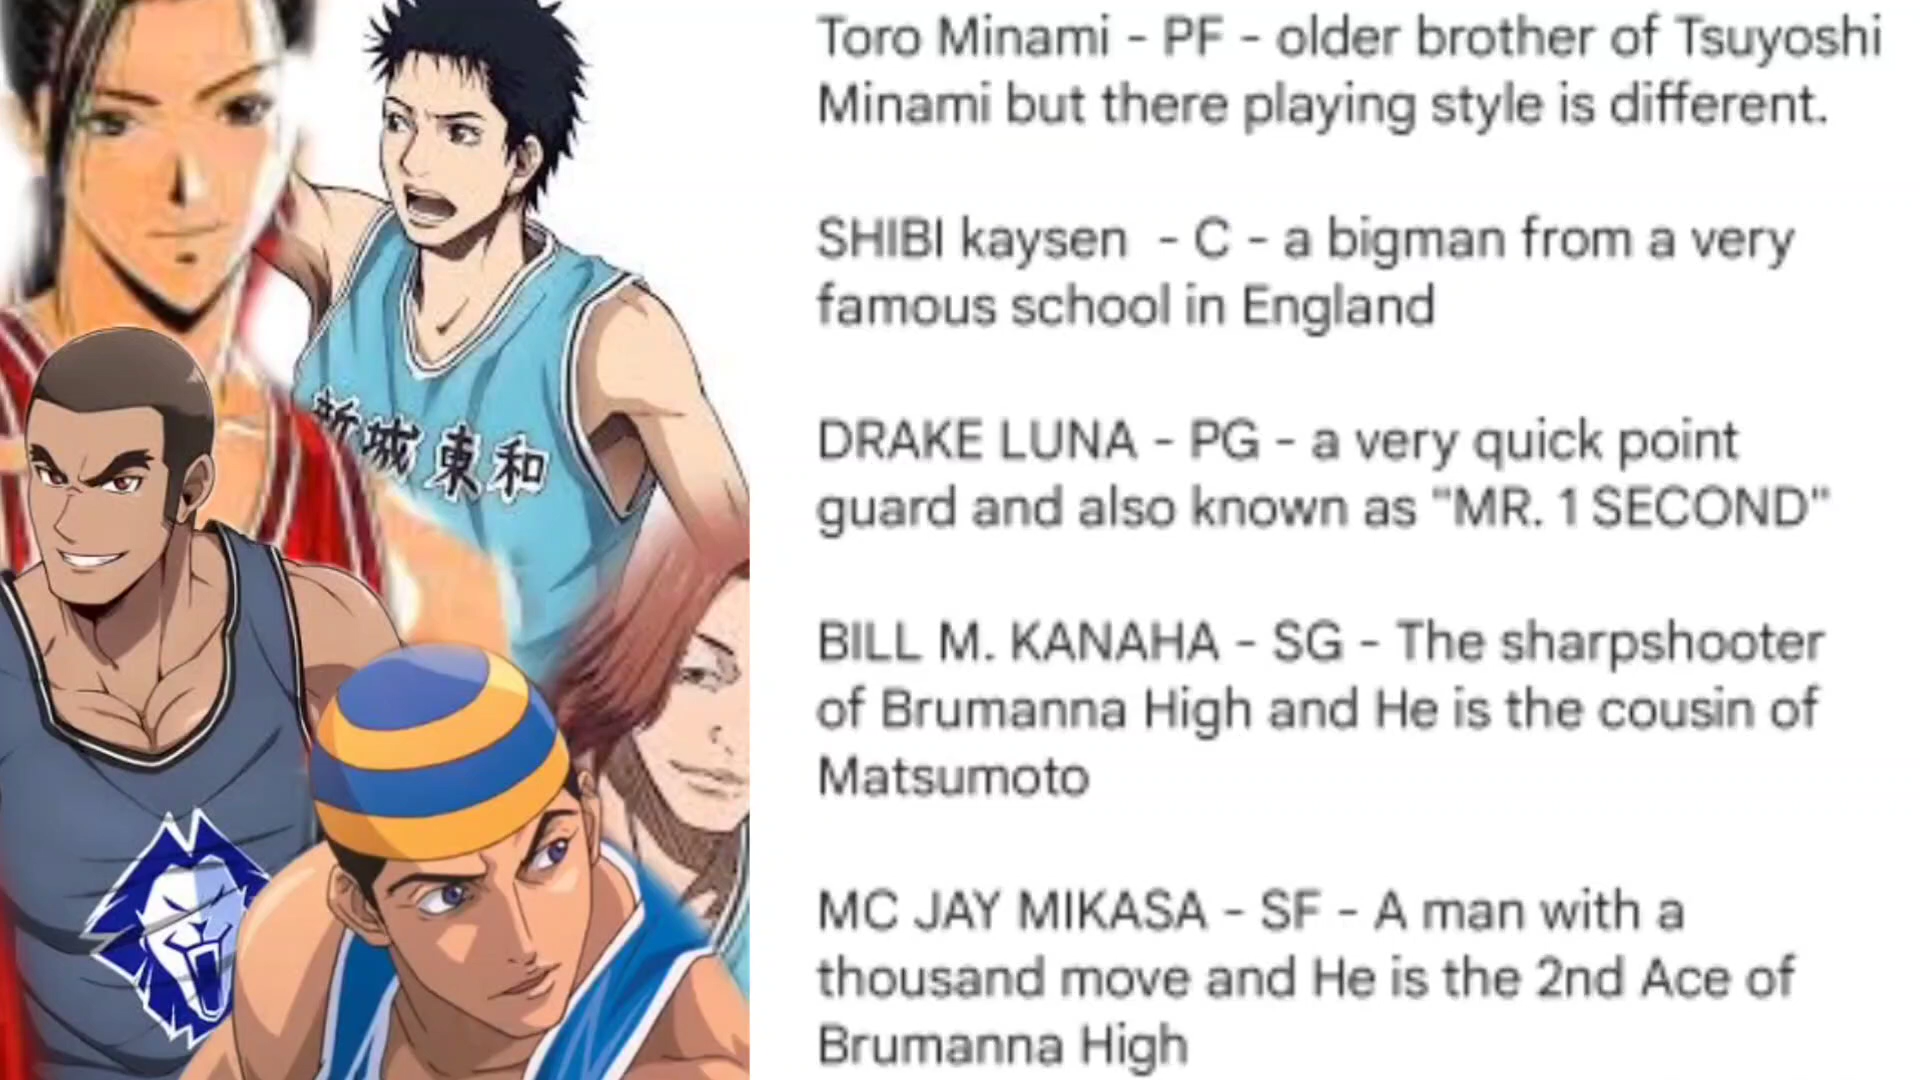 Toro Minami - PF - older brother of Tsuyoshi
Minami but there playing style is different.
SHIBI kaysen - C - a bigman from a very
famous school in England
DRAKE LUNA - PG - a very quick point
guard and also known as "MR. 1 SECOND"
BILL M. KANAHA - SG - The sharpshooter
of Brumanna High and He is the cousin of
Matsumoto
MC JAY MIKASA - SF - A man with a
thousand move and He is the 2nd Ace of
Brumanna High
新城東和